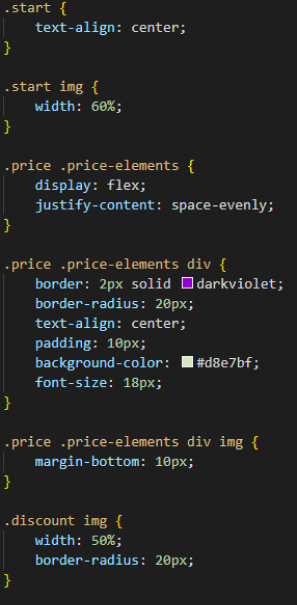 .start {
    text-align: center;
}

.start img {
    width: 60%;
}

.price .price-elements {
    display: flex;
    justify-content: space-evenly;
}

.price .price-elements div {
    border: 2px solid darkviolet;
    border-radius: 20px;
    text-align: center;
    padding: 10px;
    background-color: #d8e7bf;
    font-size: 18px;
}

.price .price-elements div img {
    margin-bottom: 10px;
}

.discount img {
    width: 50%;
    border-radius: 20px;
}